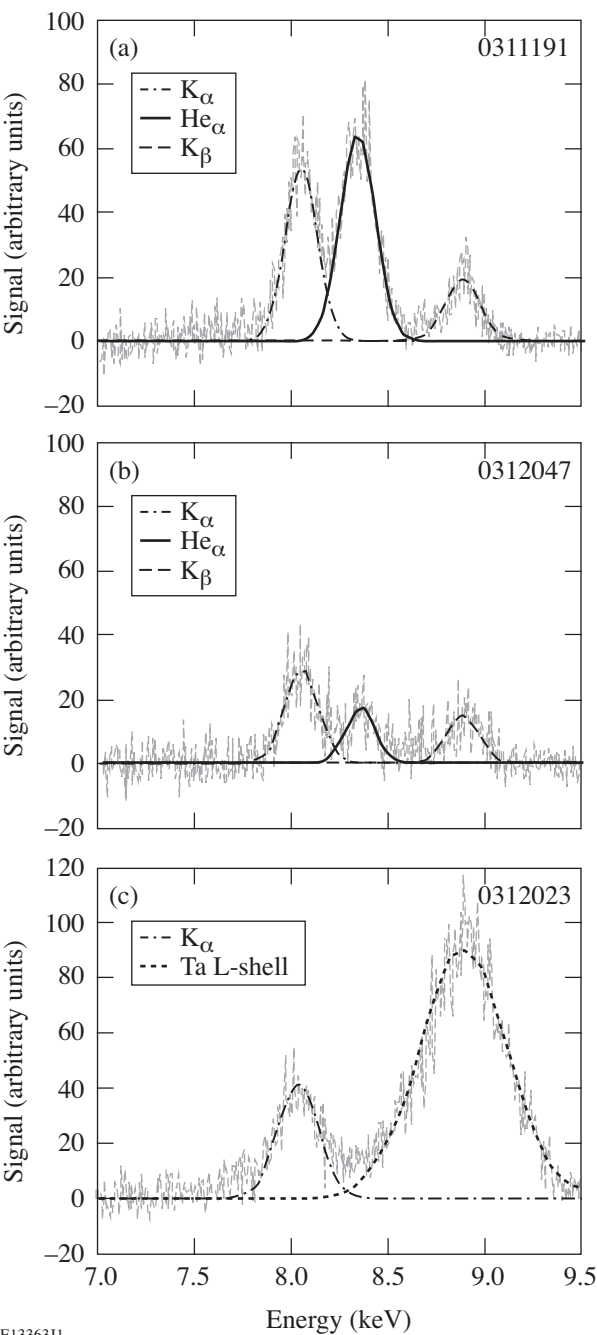 (a) 0311191
Kα
Heα
Kβ
Signal (arbitrary units)
100
80
60
40
20
0
–20
(b) 0312047
Kα
Heα
Kβ
Signal (arbitrary units)
100
80
60
40
20
0
–20
(c) 0312023
Kα
Ta L-shell
Signal (arbitrary units)
120
100
80
60
40
20
0
–20
7.0 7.5 8.0 8.5 9.0 9.5
Energy (keV)